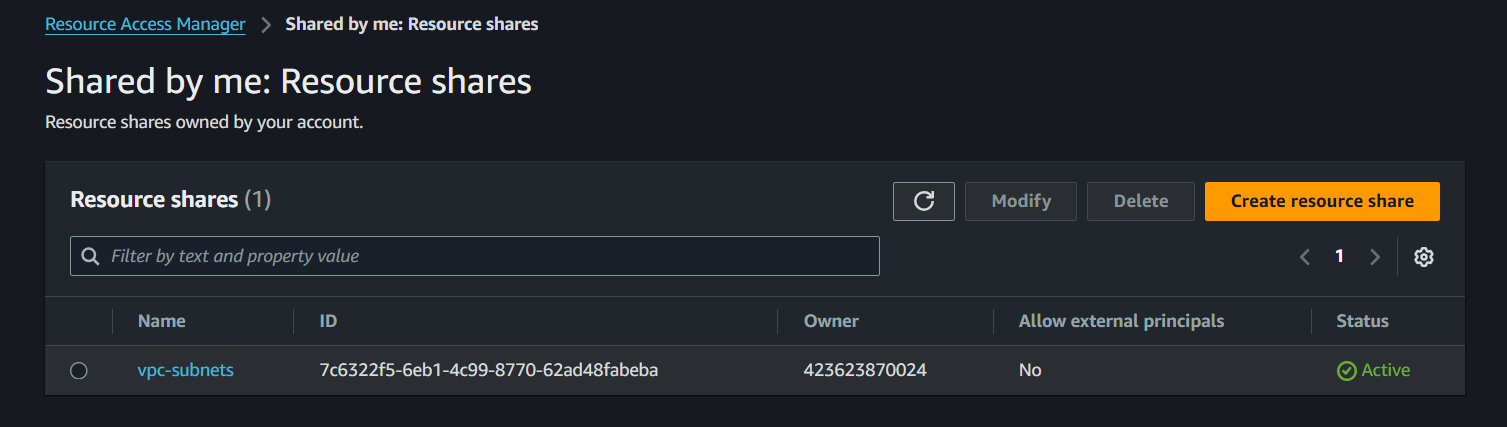 Resource Access Manager > Shared by me: Resource shares
Shared by me: Resource shares
Resource shares owned by your account.
Resource shares (1) Modify Delete Create resource share
Filter by text and property value 1
Name ID Owner Allow external principals Status
vpc-subnets 7c6322f5-6eb1-4c99-8770-62ad48fabeba 423623870024 No Active